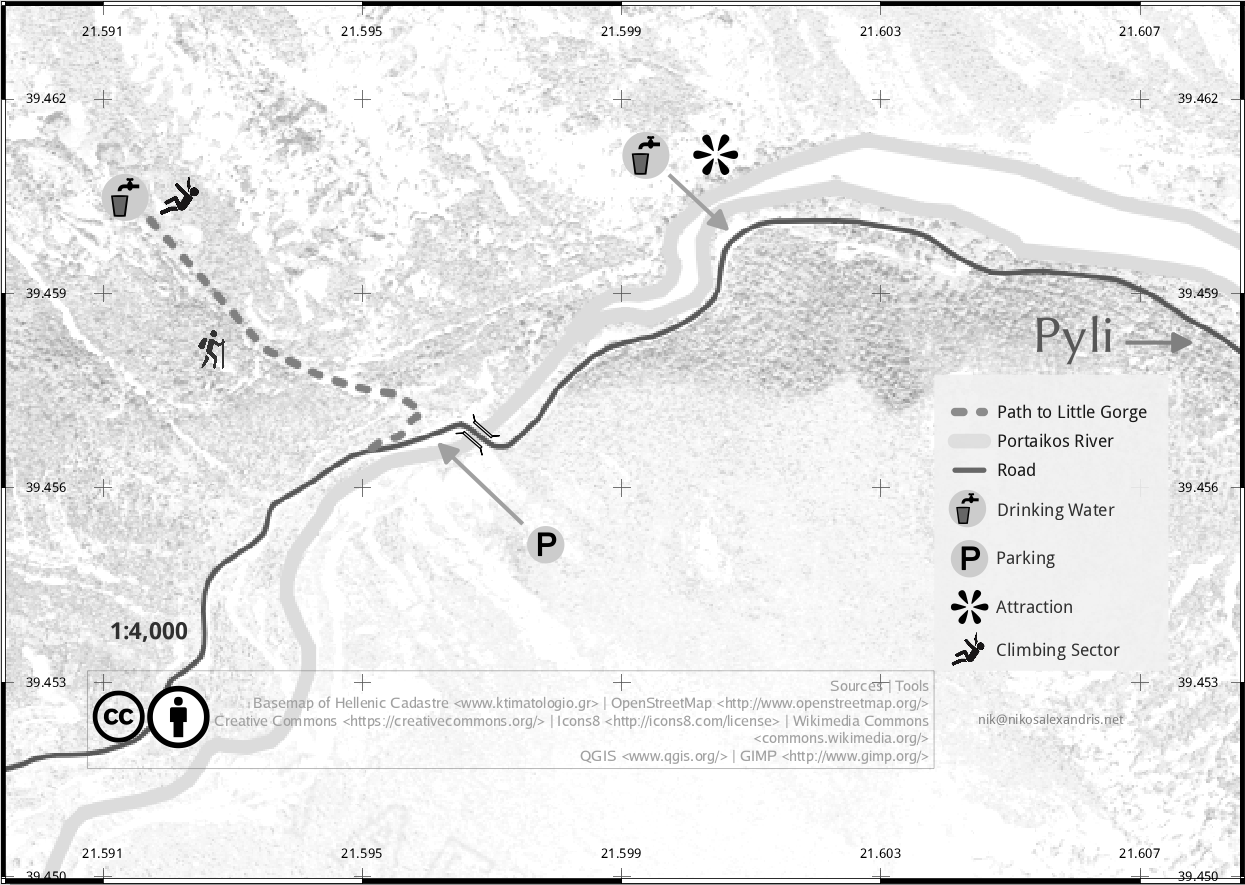 21.591 21.595 21.599 21.603 21.607
39.462 39.462
39.459 39.459
Pyli
Path to Little Gorge
Portaikos River
Road
39.456 39.456
Drinking Water
P
P
Parking
Attraction
1:4,000
Climbing Sector
39.453 39.453
Sources | Tools
Basemap of Hellenic Cadastre <www.ktimatologio.gr> | OpenStreetMap <http://www.openstreetmap.org/>
cc
Creative Commons <https://creativecommons.org/> | Icons8 <http://icons8.com/license> | Wikimedia Commons
<commons.wikimedia.org/>
QGIS <www.qgis.org/> | GIMP <http://www.gimp.org/>
nik@nikosalexandris.net
21.591 21.595 21.599 21.603 21.607
39.450 39.450